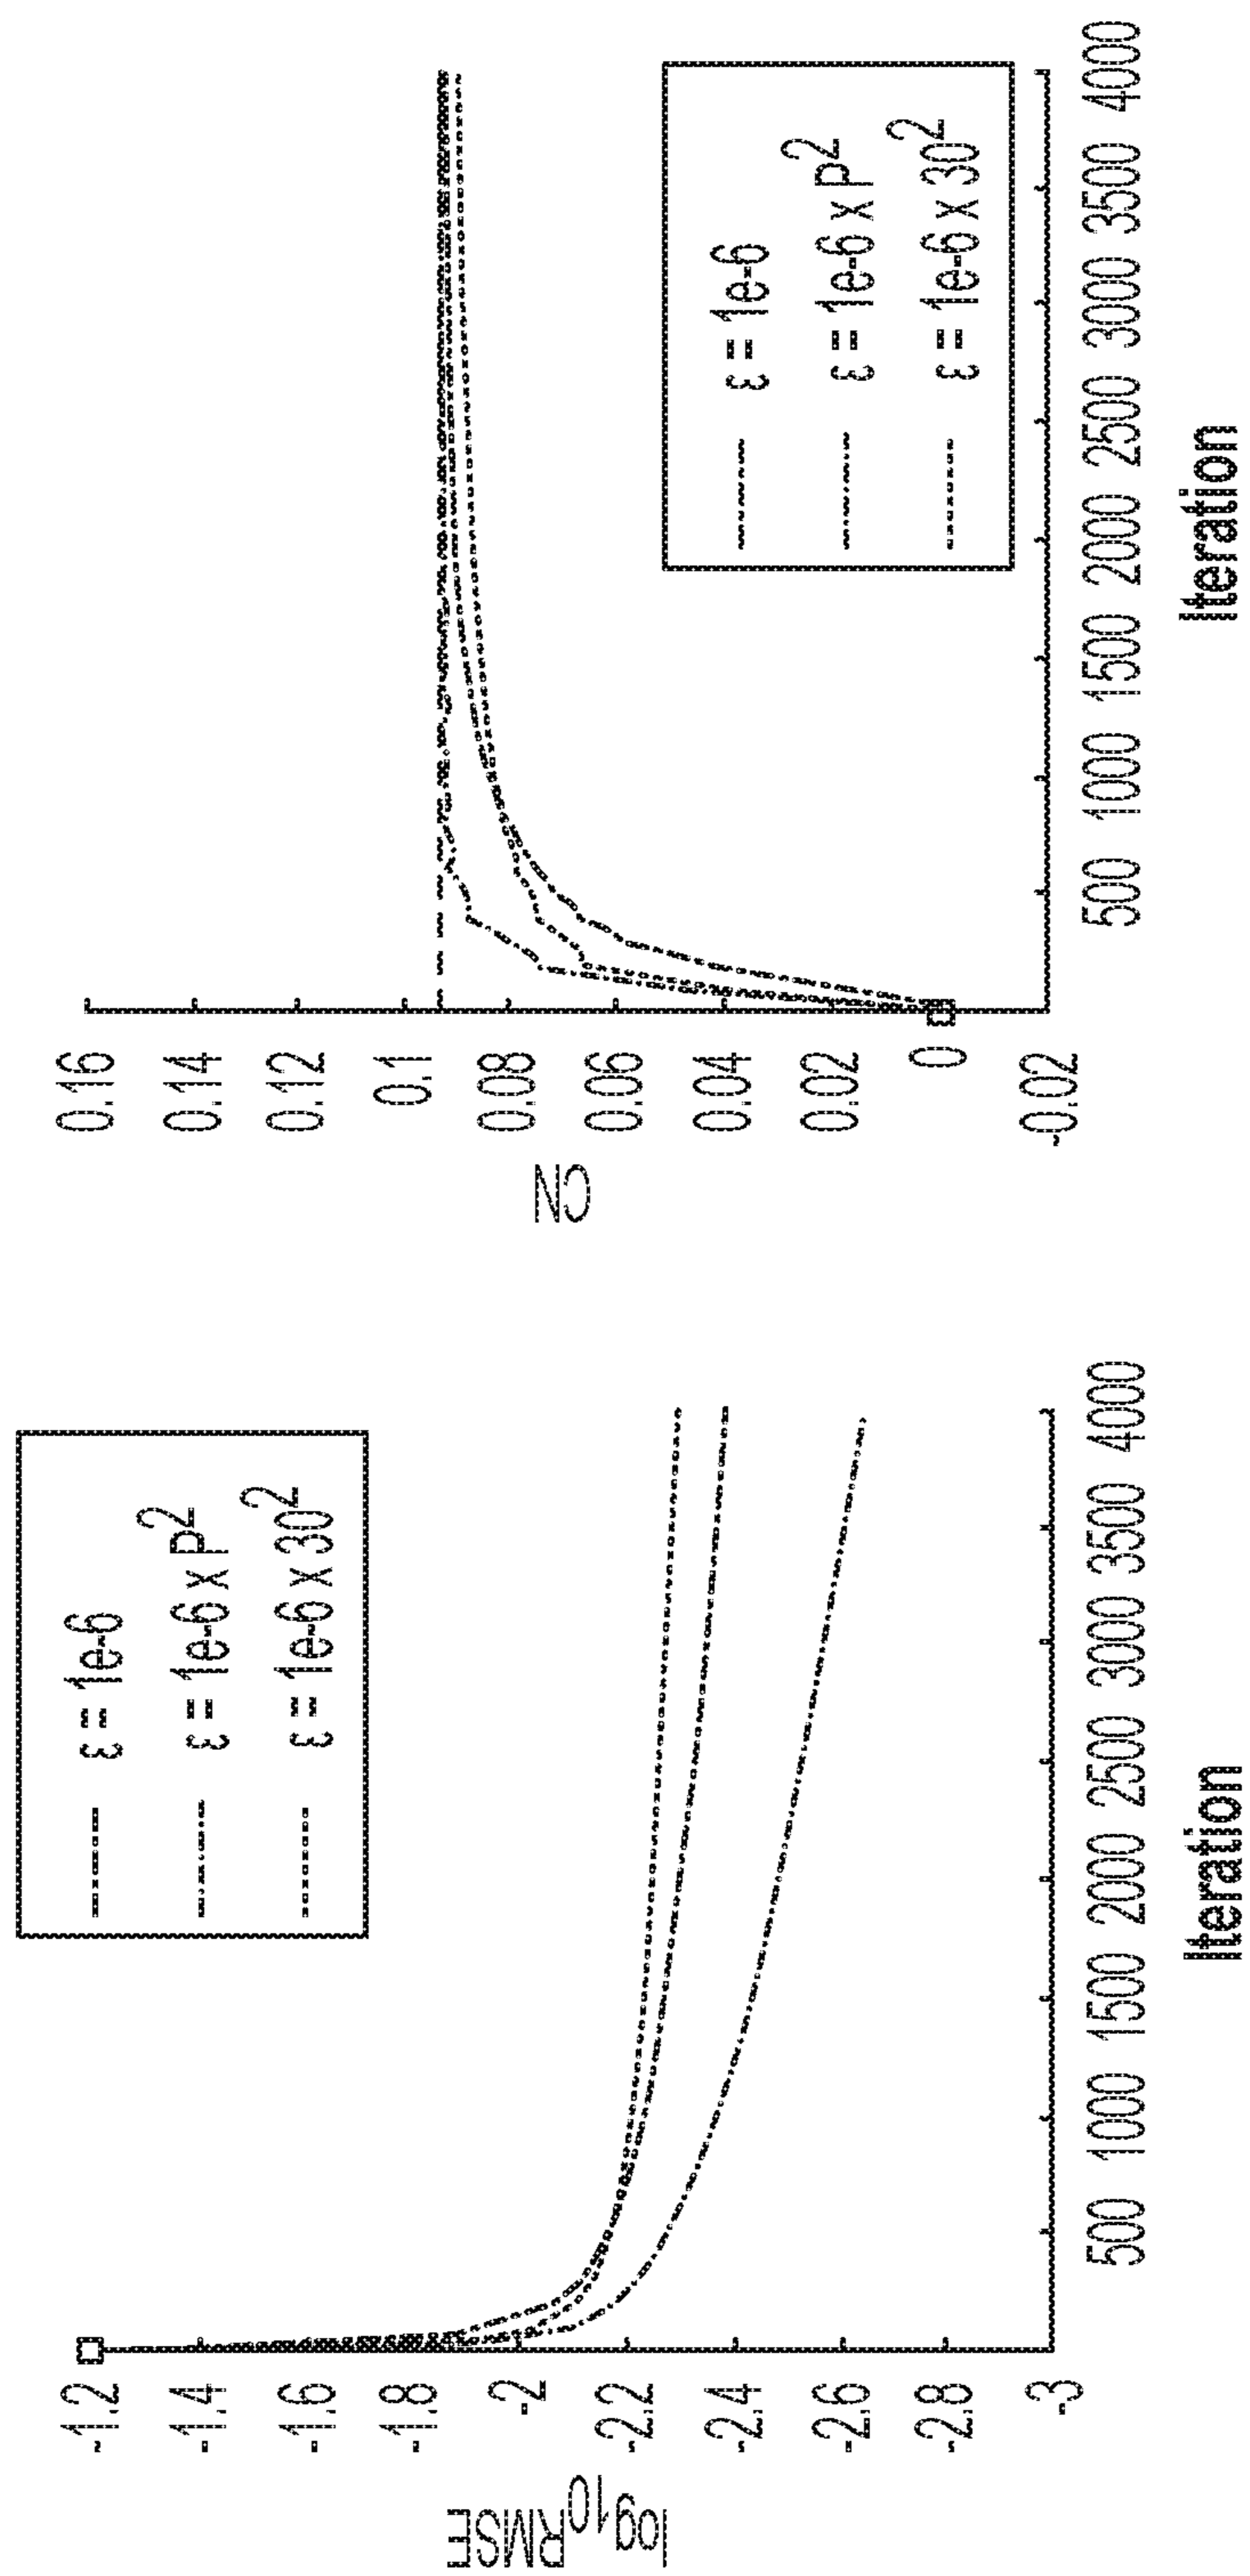 log10RMSE
-1.2
-1.4
-1.6
-1.8
-2
-2.2
-2.4
-2.6
-2.8
-3
500 1000 1500 2000 2500 3000 3500 4000
Iteration
ε = 1e-6
ε = 1e-6 x P²
ε = 1e-6 x 30²
CN
0.16
0.14
0.12
0.1
0.08
0.06
0.04
0.02
0
-0.02
500 1000 1500 2000 2500 3000 3500 4000
Iteration
ε = 1e-6
ε = 1e-6 x P²
ε = 1e-6 x 30²